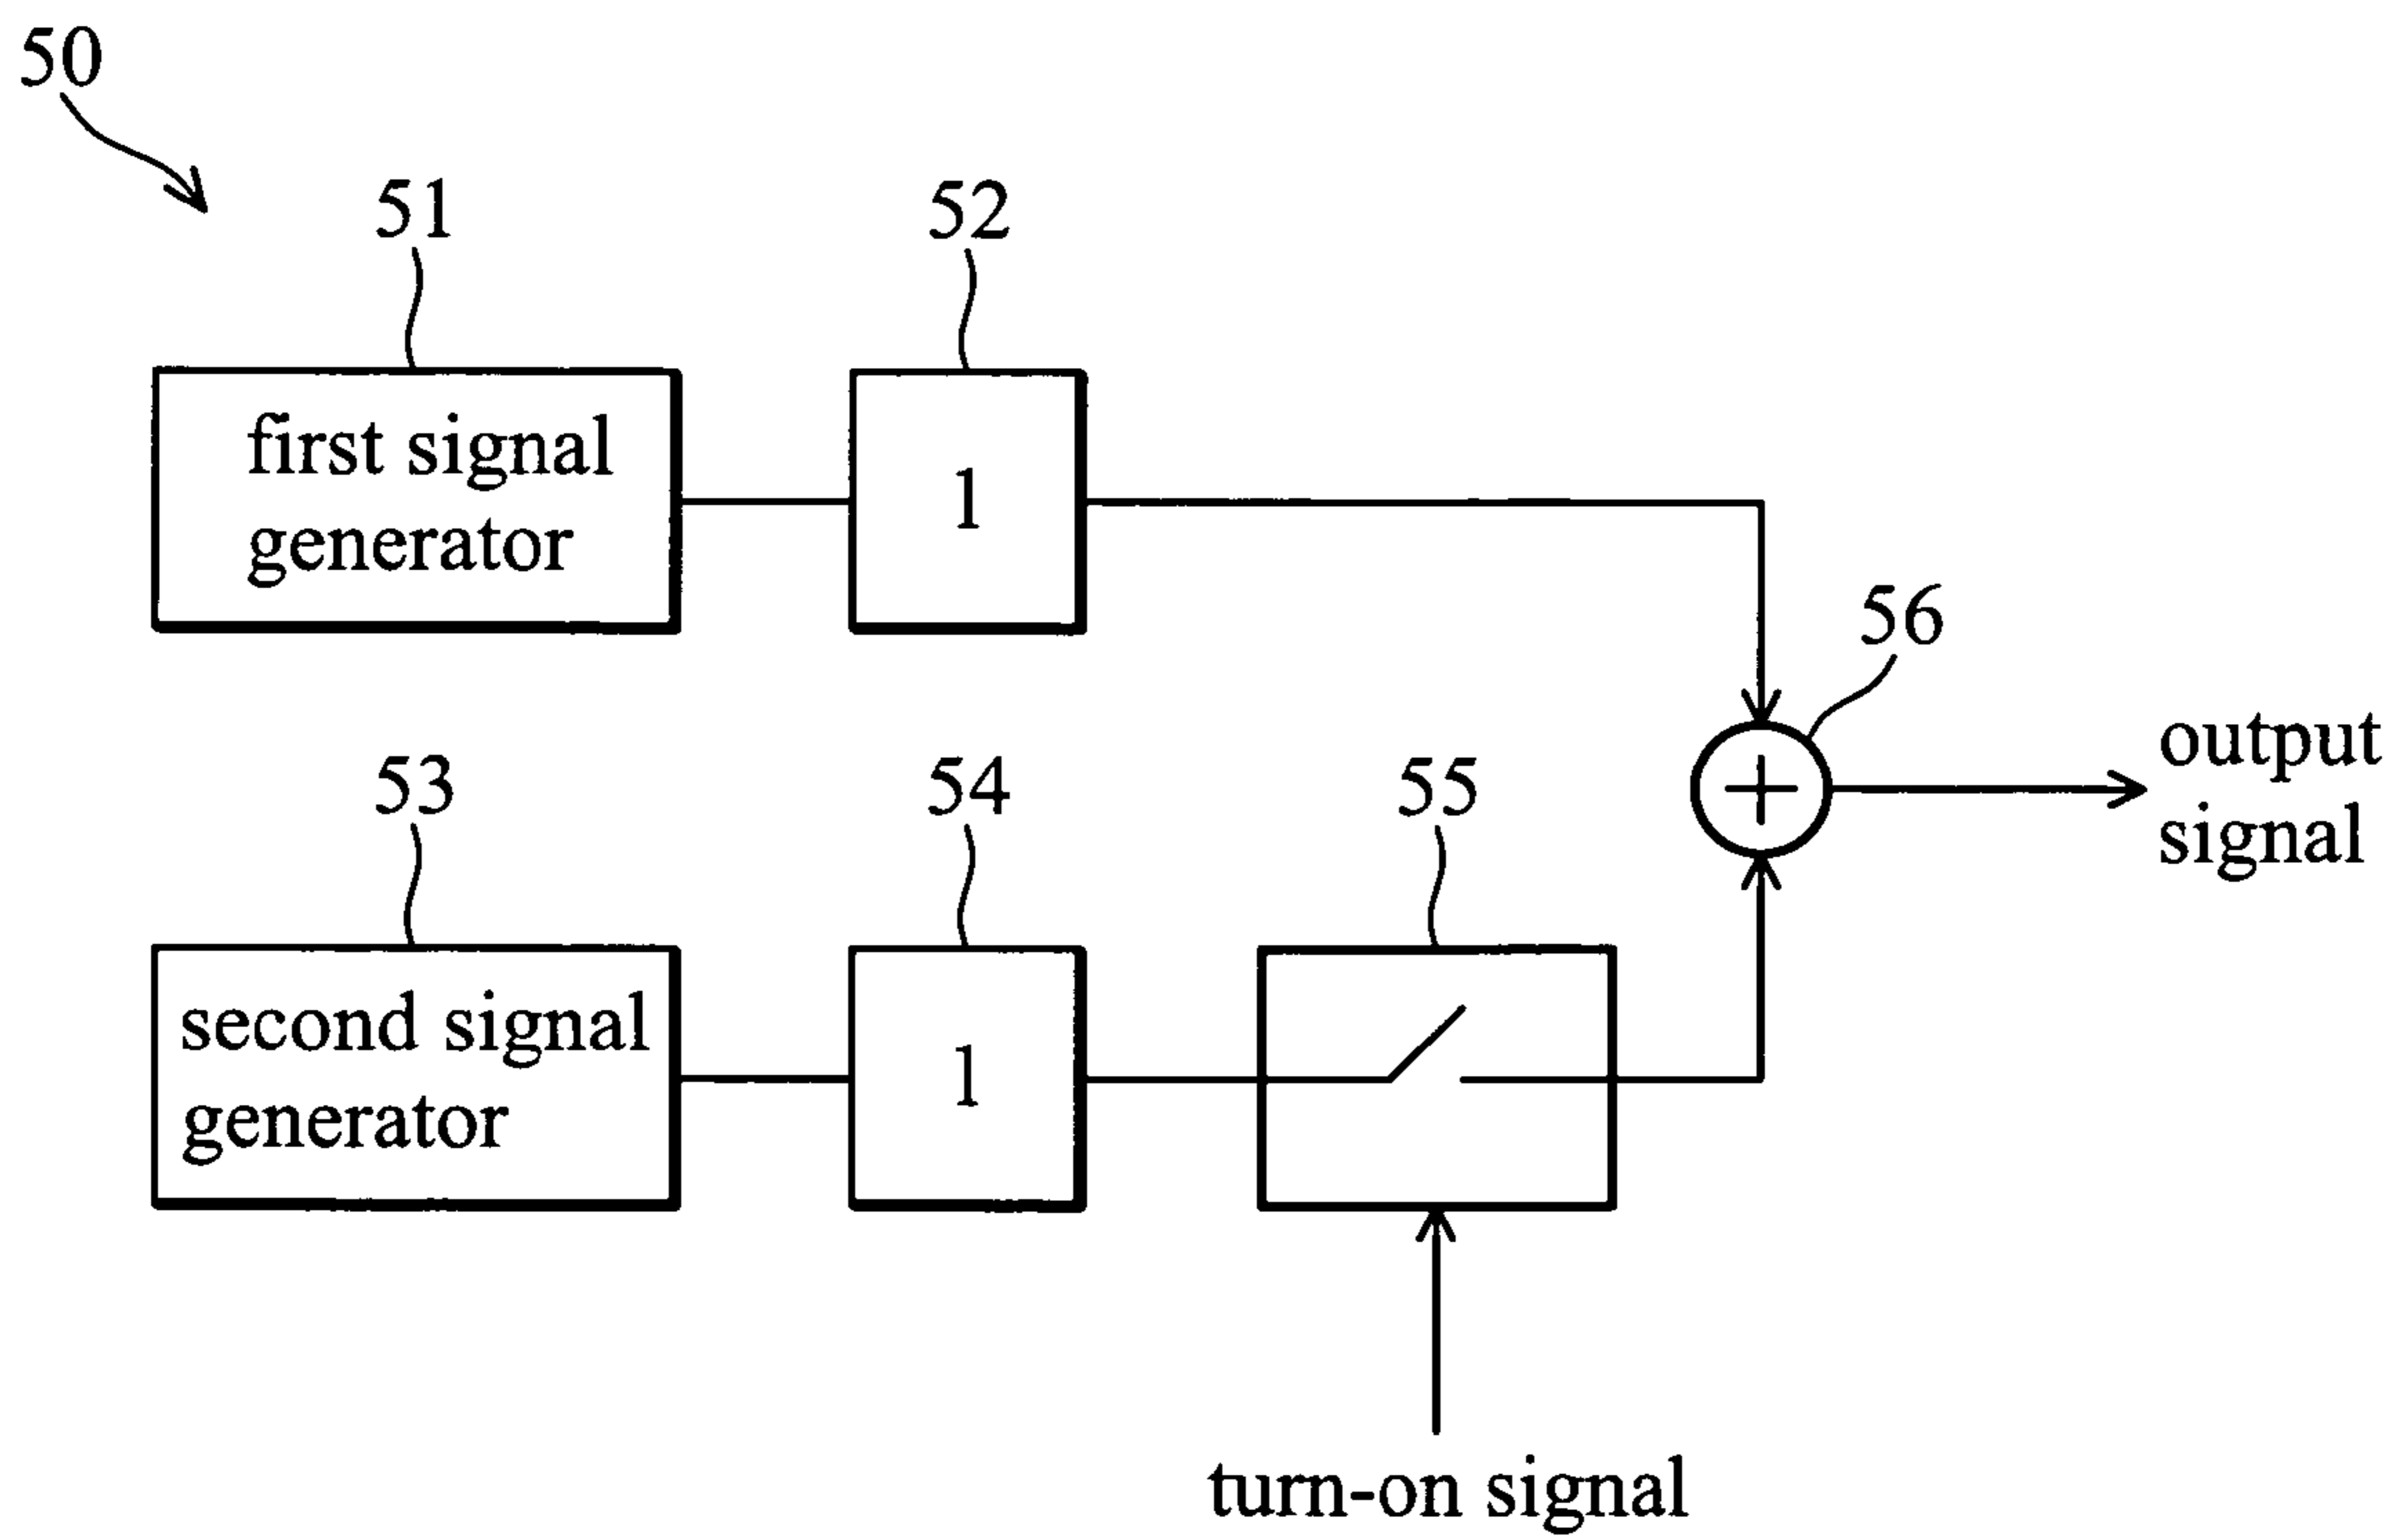 50
51
52
first signal
generator
1
56
output
signal
53
54
55
second signal
generator
1
turn-on signal